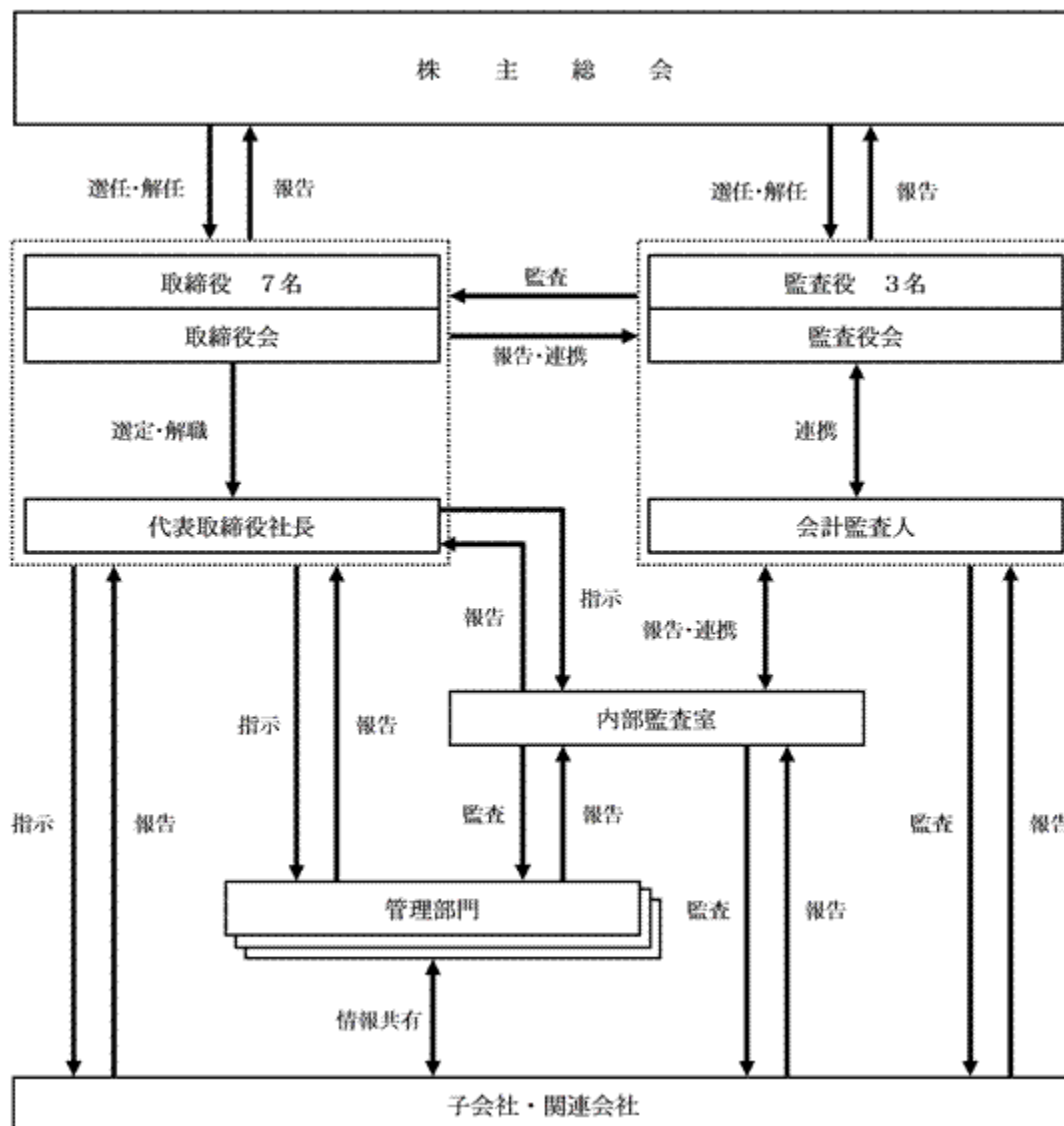 株 主 総 会
選任・解任
報告
選任・解任
報告
取締役 7名
取締役会
監査
報告・連携
監査役 3名
監査役会
選定・解職
連携
代表取締役社長
会計監査人
報告
指示
報告・連携
内部監査室
指示
報告
指示
報告
監査
報告
監査
報告
管理部門
監査
報告
情報共有
子会社・関連会社